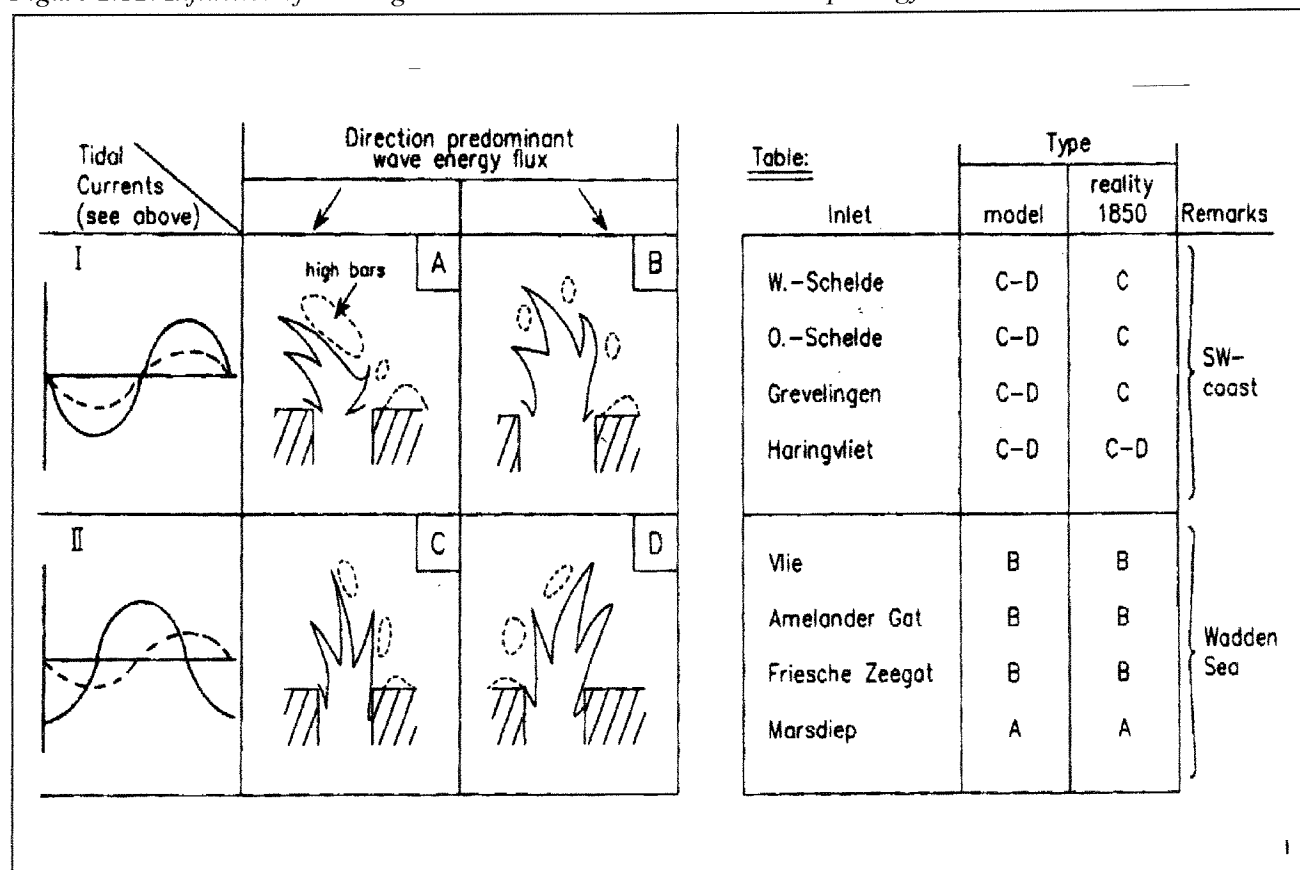 Tidal
Currents
(see above)
Direction predominant
wave energy flux
I
high bars
A
B
II
C
D
Table:
Type
Inlet
model
reality
1850
Remarks
W.-Schelde C-D C
O.-Schelde C-D C
Grevelingen C-D C
Haringvliet C-D C-D
SW-
coast
Vlie B B
Amelander Gat B B
Friesche Zeegat B B
Marsdiep A A
Wadden
Sea